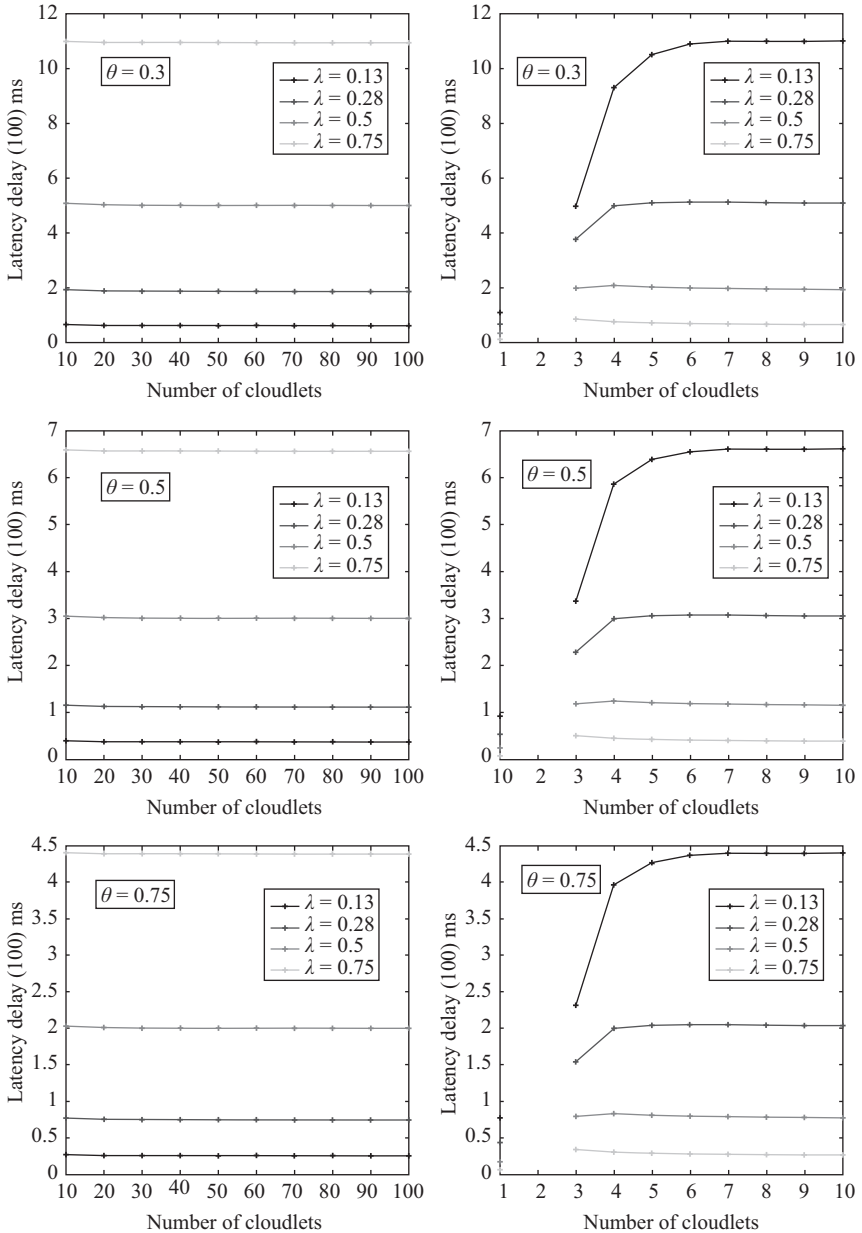 12
10
8
6
4
2
0
Latency delay (100) ms
θ = 0.3
λ = 0.13
λ = 0.28
λ = 0.5
λ = 0.75
10 20 30 40 50 60 70 80 90 100
Number of cloudlets
12
10
8
6
4
2
0
Latency delay (100) ms
θ = 0.3
λ = 0.13
λ = 0.28
λ = 0.5
λ = 0.75
1 2 3 4 5 6 7 8 9 10
Number of cloudlets
7
6
5
4
3
2
1
0
Latency delay (100) ms
θ = 0.5
λ = 0.13
λ = 0.28
λ = 0.5
λ = 0.75
10 20 30 40 50 60 70 80 90 100
Number of cloudlets
7
6
5
4
3
2
1
0
Latency delay (100) ms
θ = 0.5
λ = 0.13
λ = 0.28
λ = 0.5
λ = 0.75
10 2 3 4 5 6 7 8 9 10
Number of cloudlets
4.5
4
3.5
3
2.5
2
1.5
1
0.5
0
Latency delay (100) ms
θ = 0.75
λ = 0.13
λ = 0.28
λ = 0.5
λ = 0.75
10 20 30 40 50 60 70 80 90 100
Number of cloudlets
4.5
4
3.5
3
2.5
2
1.5
1
0.5
0
Latency delay (100) ms
θ = 0.75
λ = 0.13
λ = 0.28
λ = 0.5
λ = 0.75
1 2 3 4 5 6 7 8 9 10
Number of cloudlets